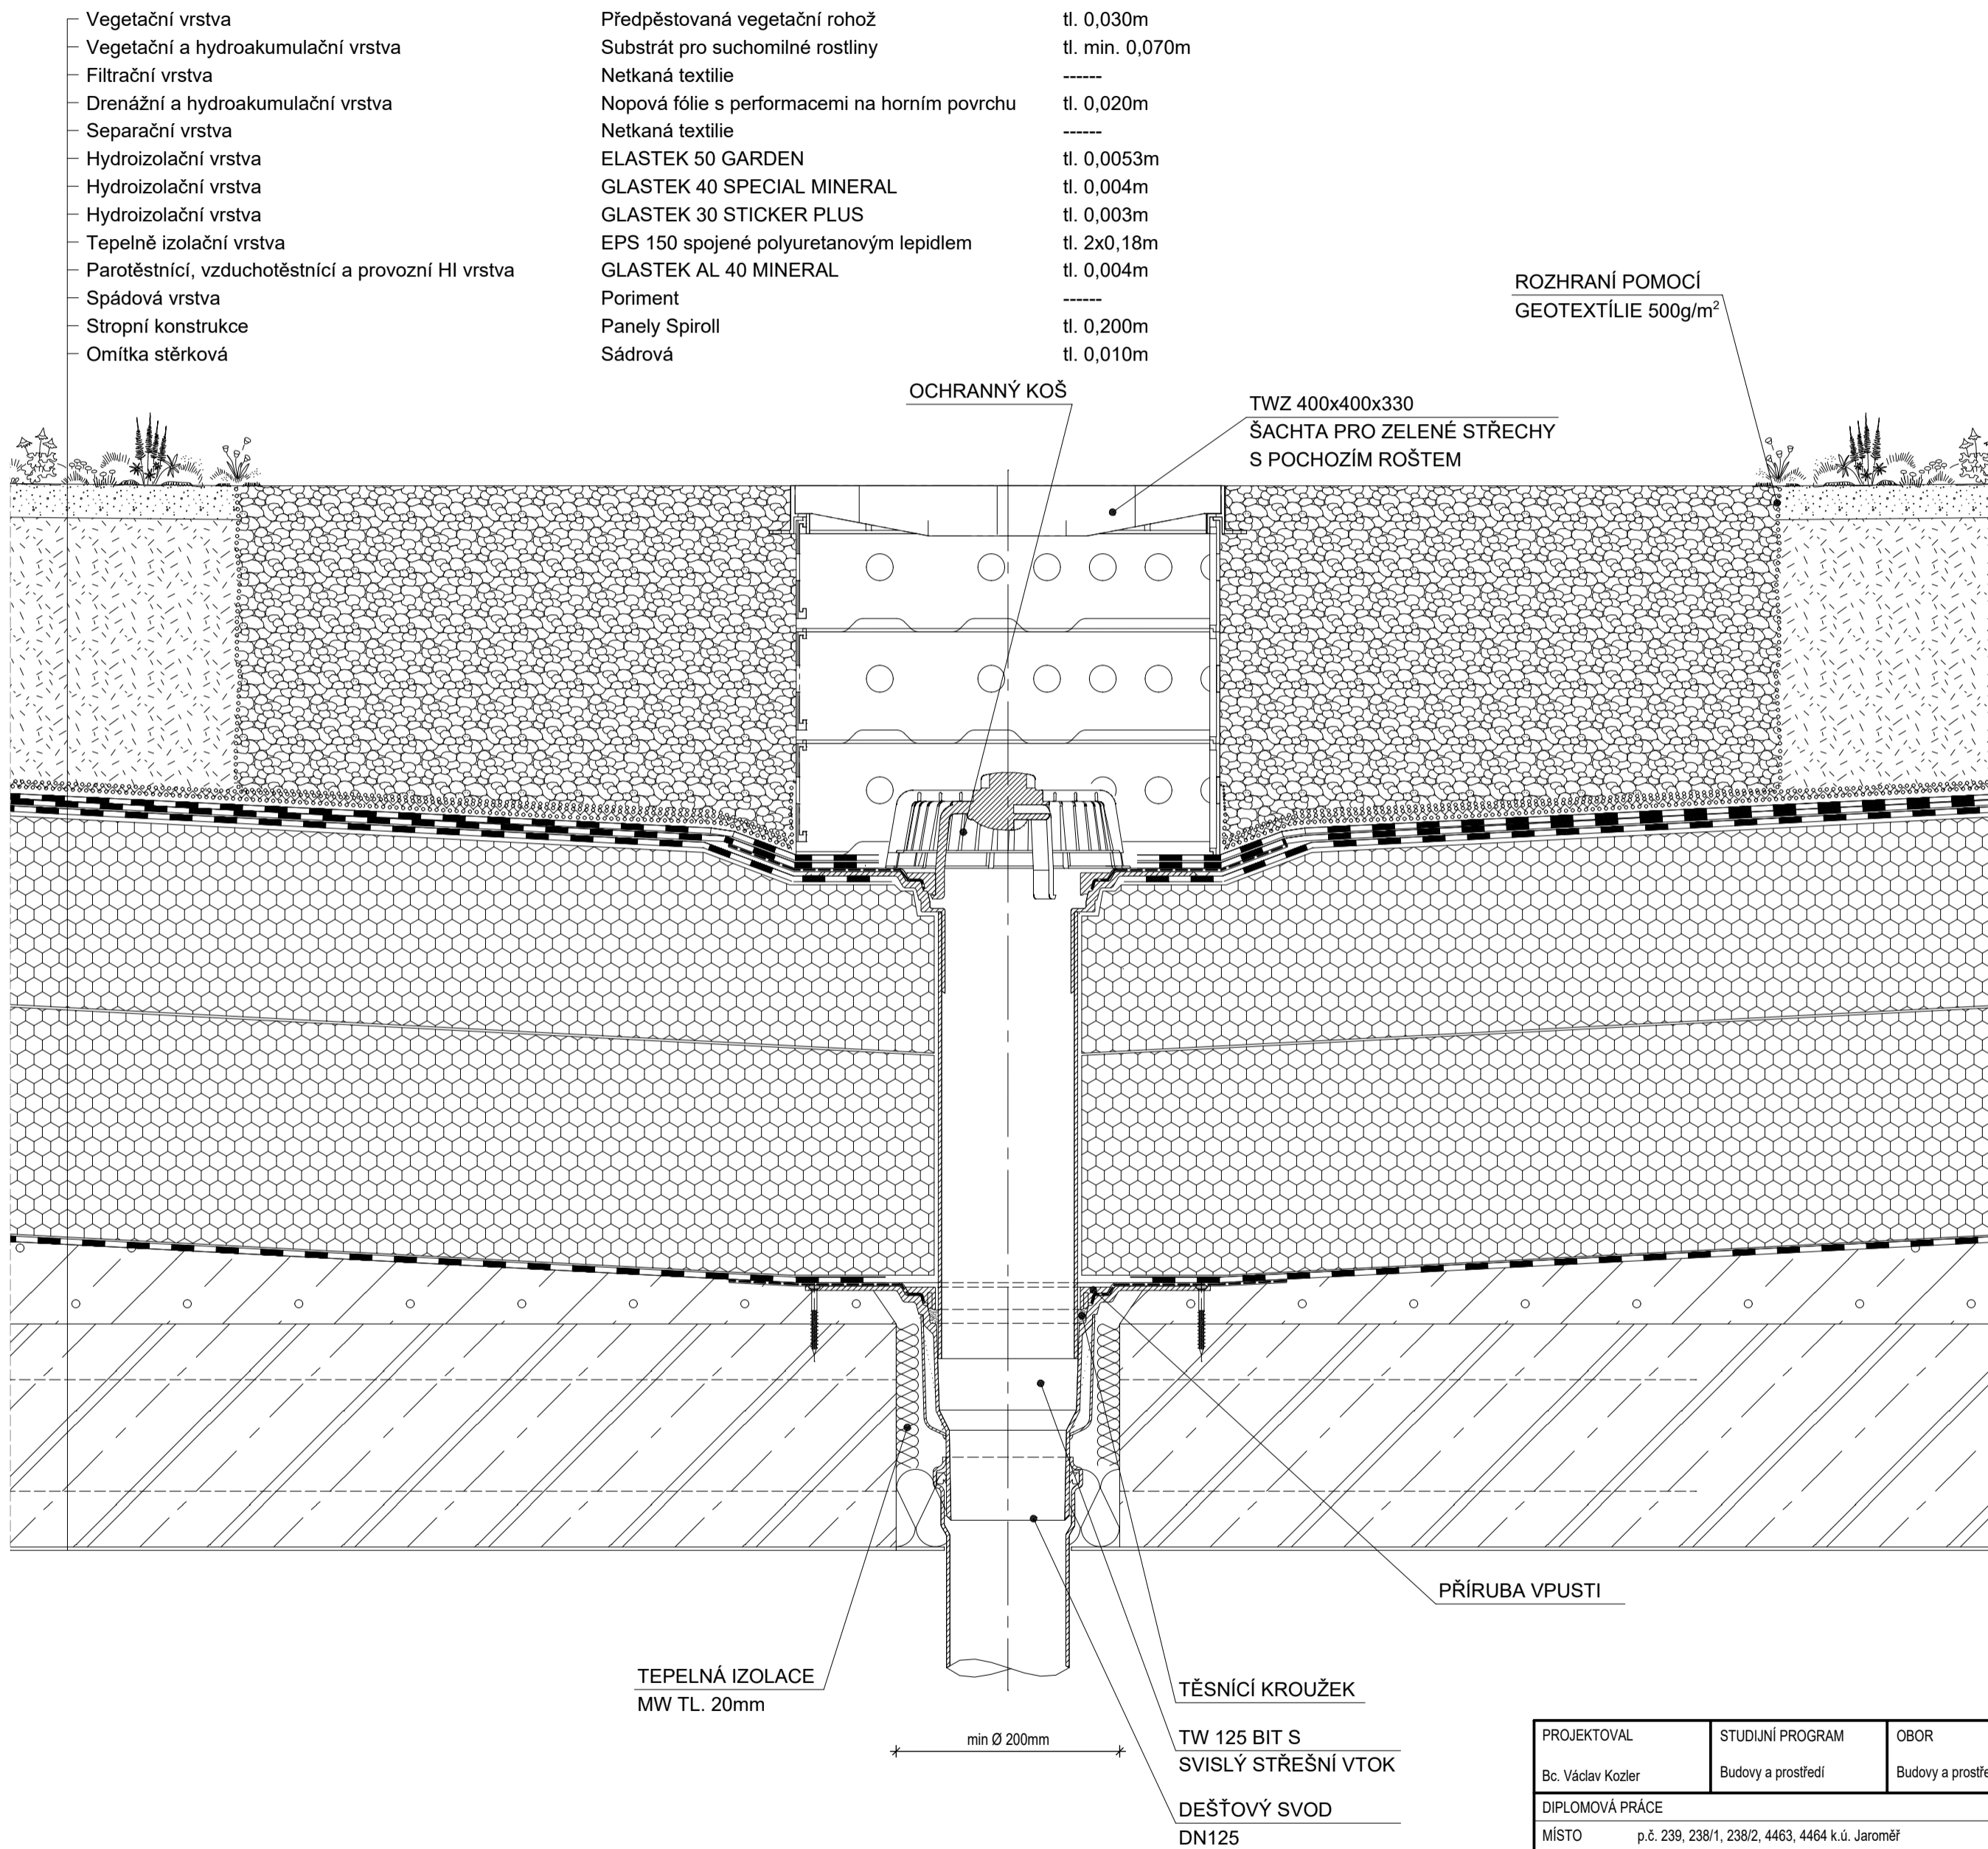 Vegetační vrstva Předpěstovaná vegetační rohož tl. 0,030m
Vegetační a hydroakumulační vrstva Substrát pro suchomilné rostliny tl. min. 0,070m
Filtrační vrstva Netkaná textilie ------
Drenážní a hydroakumulační vrstva Nopová fólie s performacemi na horním povrchu tl. 0,020m
Separační vrstva Netkaná textilie ------
Hydroizolační vrstva ELASTEK 50 GARDEN tl. 0,0053m
Hydroizolační vrstva GLASTEK 40 SPECIAL MINERAL tl. 0,004m
Hydroizolační vrstva GLASTEK 30 STICKER PLUS tl. 0,003m
Tepelně izolační vrstva EPS 150 spojené polyuretanovým lepidlem tl. 2x0,18m
Parotěstnící, vzduchotěstnící a provozní HI vrstva GLASTEK AL 40 MINERAL tl. 0,004m
Spádová vrstva Poriment ------
Stropní konstrukce Panely Spiroll tl. 0,200m
Omítka stěrková Sádrová tl. 0,010m
ROZHRANÍ POMOCÍ
GEOTEXTÍLIE 500g/m²
OCHRANNÝ KOŠ
TWZ 400x400x330
ŠACHTA PRO ZELENÉ STŘECHY
S POCHOZÍM ROŠTEM
PŘÍRUBA VPUSTI
TEPELNÁ IZOLACE
MW TL. 20mm
TĚSNÍCÍ KROUŽEK
min Ø 200mm
TW 125 BIT S
SVISLÝ STŘEŠNÍ VTOK
DEŠŤOVÝ SVOD
DN125
PROJEKTOVAL STUDIJNÍ PROGRAM OBOR
Bc. Václav Kozler Budovy a prostředí Budovy a prostře
DIPLOMOVÁ PRÁCE
MÍSTO p.č. 239, 238/1, 238/2, 4463, 4464 k.ú. Jaroměř